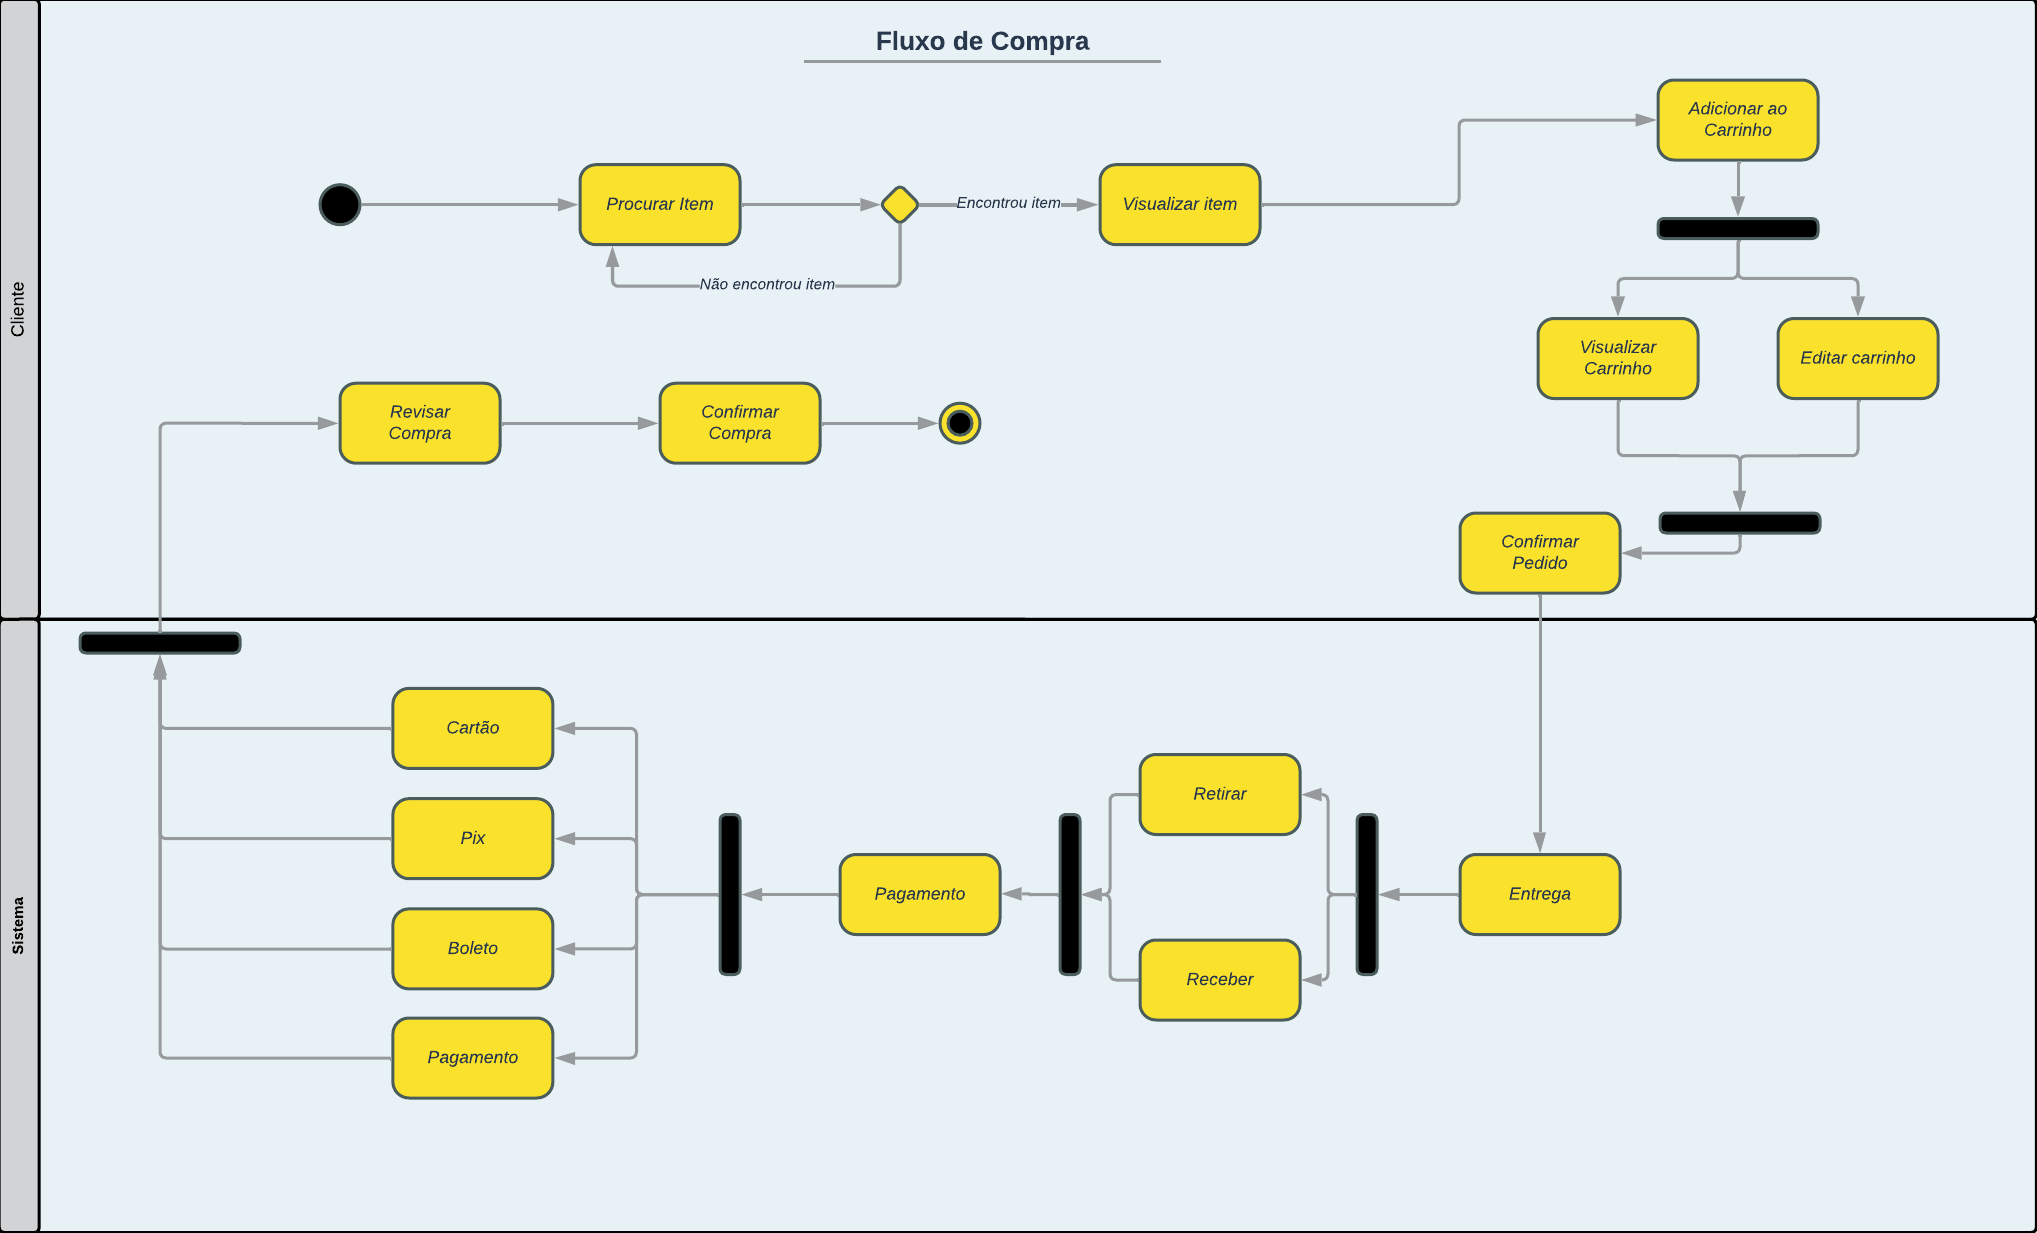 Fluxo de Compra
Cliente
Adicionar ao
Carrinho
Procurar Item
Encontrou item
Visualizar item
Não encontrou item
Visualizar
Carrinho
Editar carrinho
Revisar
Compra
Confirmar
Compra
Confirmar
Pedido
Sistema
Cartão
Retirar
Pix
Pagamento
Entrega
Boleto
Receber
Pagamento